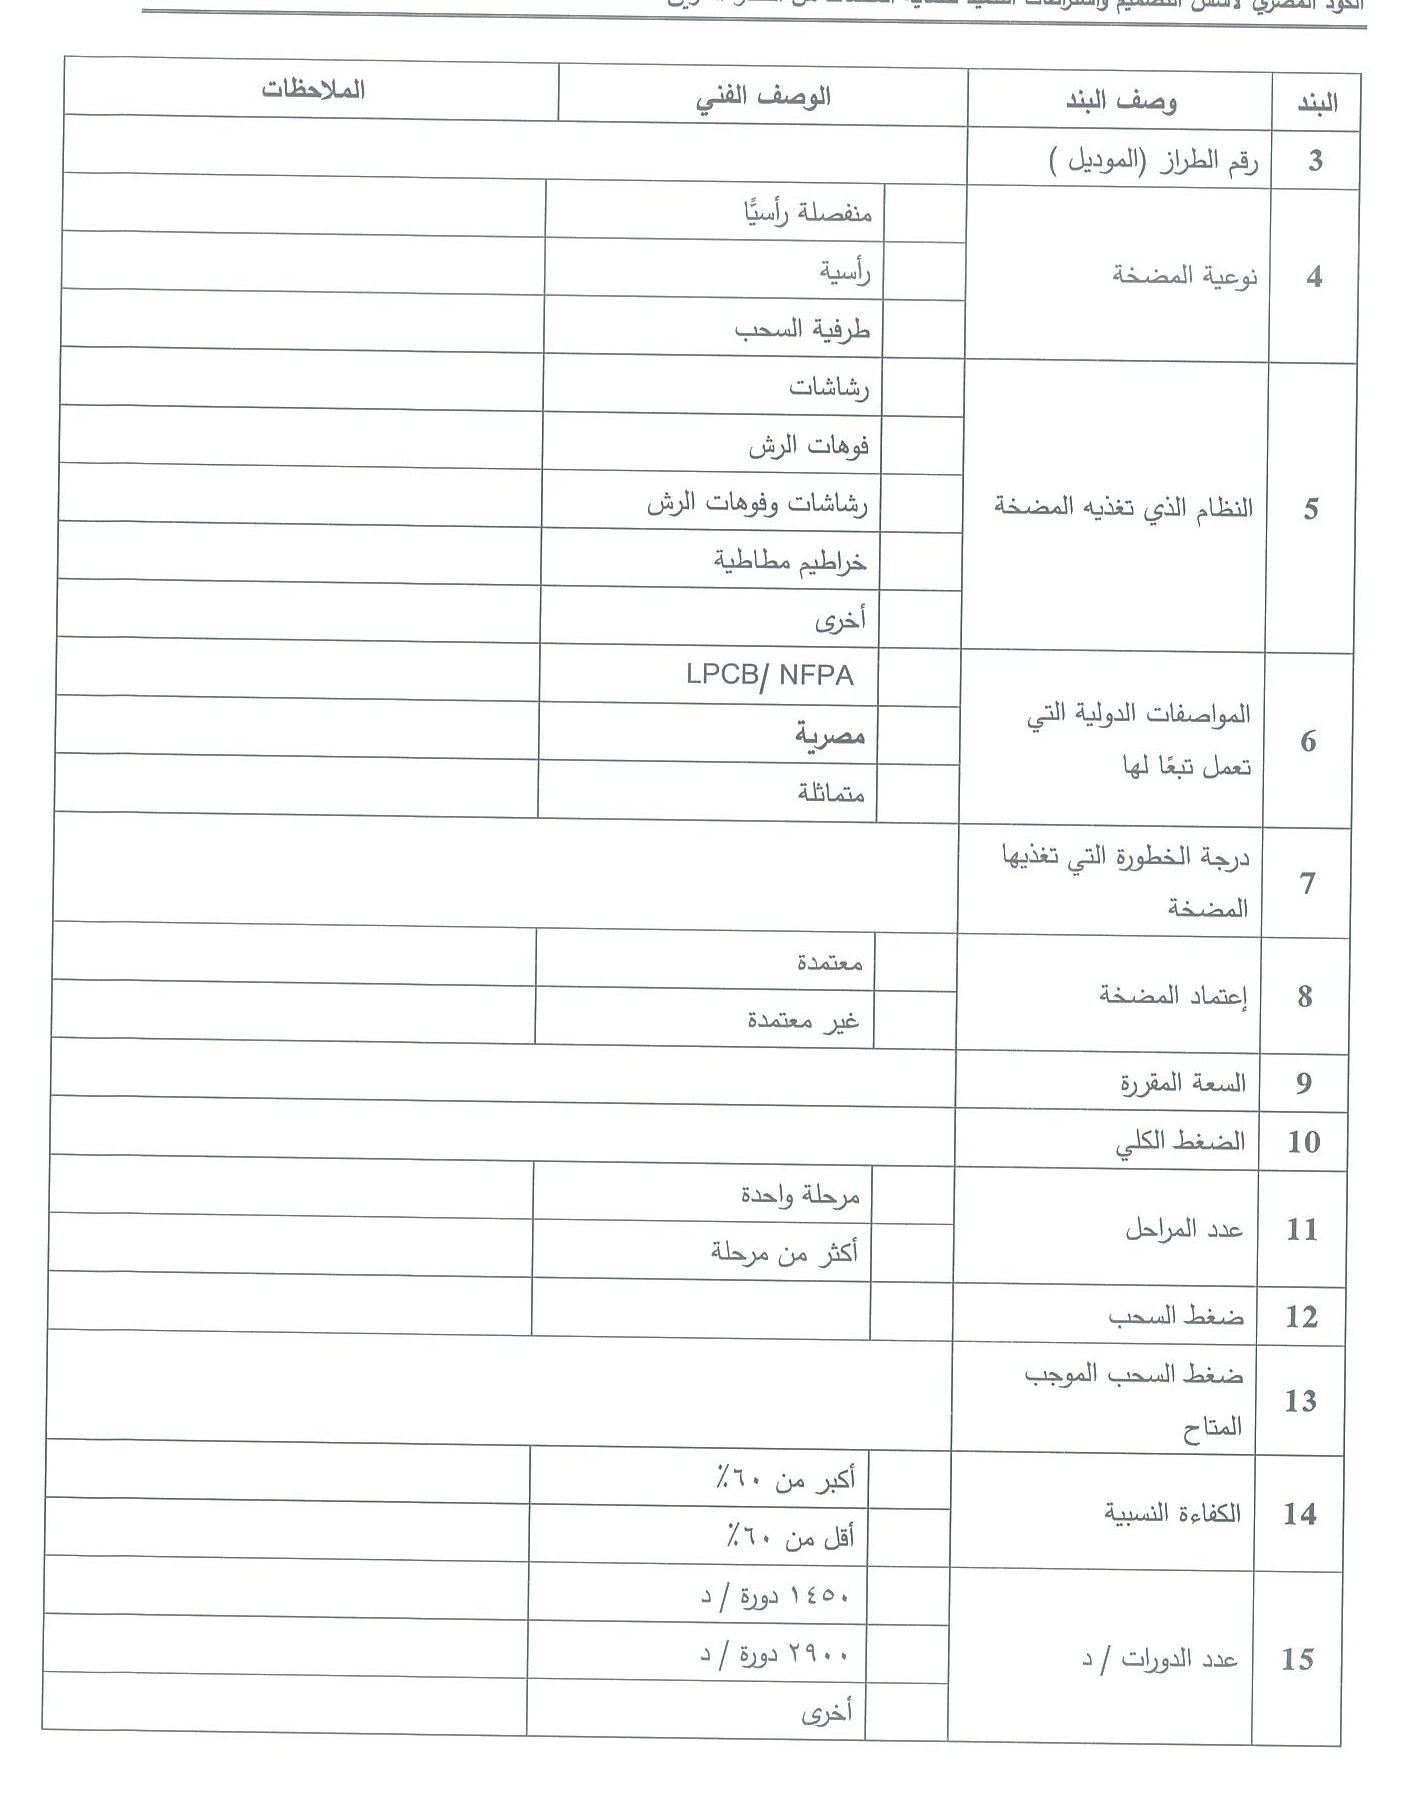 البند وصف البند الوصف الفني الملاحظات
3 رقم الطراز (الموديل )
4 نوعية المضخة
منفصلة رأسيًّا
رأسية
طرفية السحب
5 النظام الذي تغذيه المضخة
رشاشات
فوهات الرش
رشاشات وفوهات الرش
خراطيم مطاطية
أخرى
6 المواصفات الدولية التي
تعمل تبعًا لها
LPCB/ NFPA
مصرية
متماثلة
7 درجة الخطورة التي تغذيها
المضخة
8 إعتماد المضخة
معتمدة
غير معتمدة
9 السعة المقررة
10 الضغط الكلي
11 عدد المراحل
مرحلة واحدة
أكثر من مرحلة
12 ضغط السحب
13 ضغط السحب الموجب
المتاح
14 الكفاءة النسبية
أكبر من ٦٠٪
أقل من ٦٠٪
15 عدد الدورات / د
١٤٥٠ دورة / د
٢٩٠٠ دورة / د
أخرى